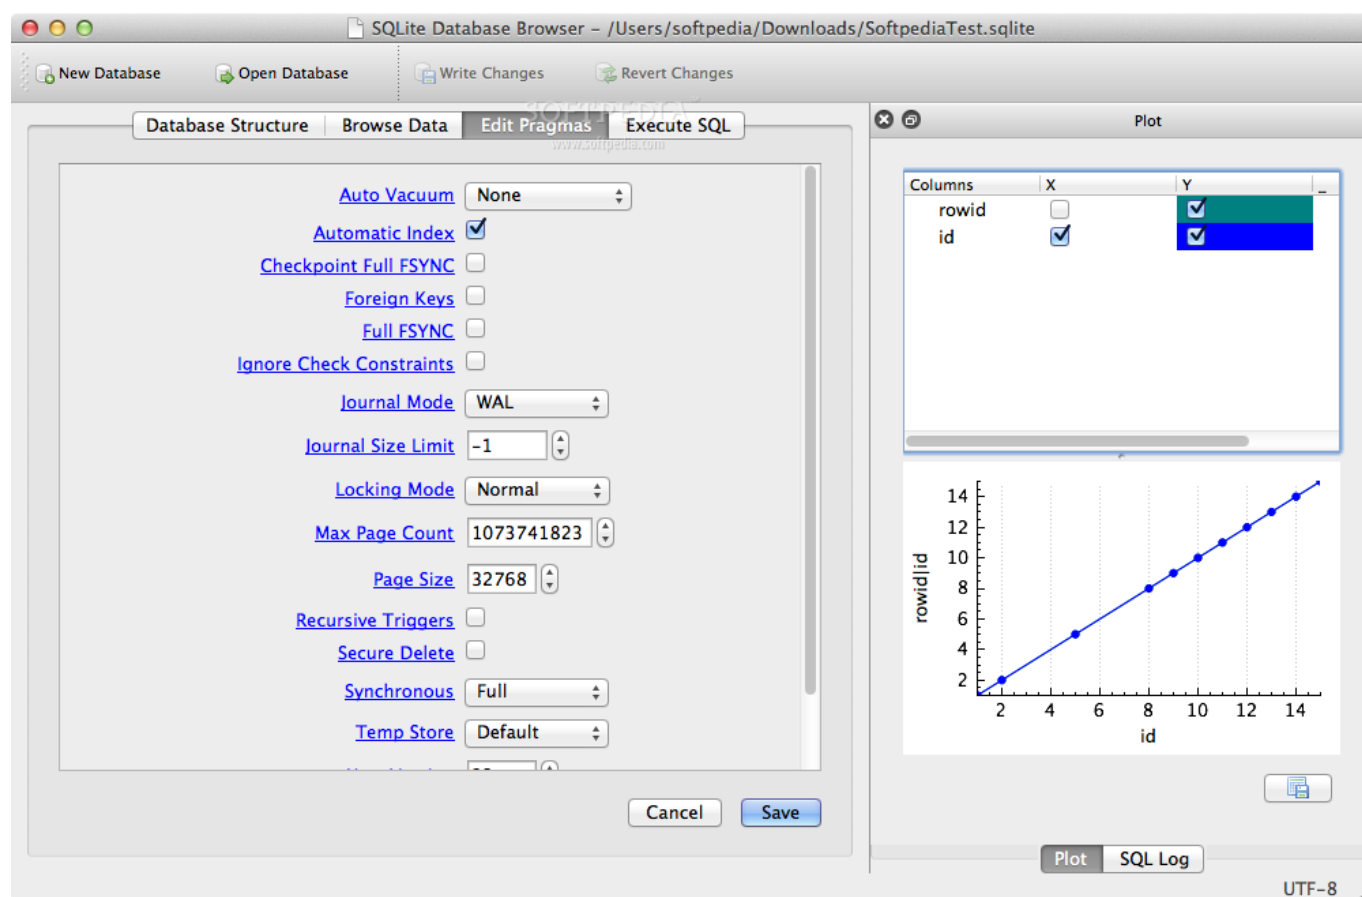 SQLite Database Browser – /Users/softpedia/Downloads/SoftpediaTest.sqlite
New Database Open Database Write Changes Revert Changes
SOFTPEDIA
www.softpedia.com
Database Structure Browse Data Edit Pragmas Execute SQL
Auto Vacuum None
Automatic Index
Checkpoint Full FSYNC
Foreign Keys
Full FSYNC
Ignore Check Constraints
Journal Mode WAL
Journal Size Limit -1
Locking Mode Normal
Max Page Count 1073741823
Page Size 32768
Recursive Triggers
Secure Delete
Synchronous Full
Temp Store Default
Cancel Save
Plot
Columns X Y _
rowid
id
14
12
10
8
6
4
2
rowid|id
2 4 6 8 10 12 14
id
Plot SQL Log
UTF-8